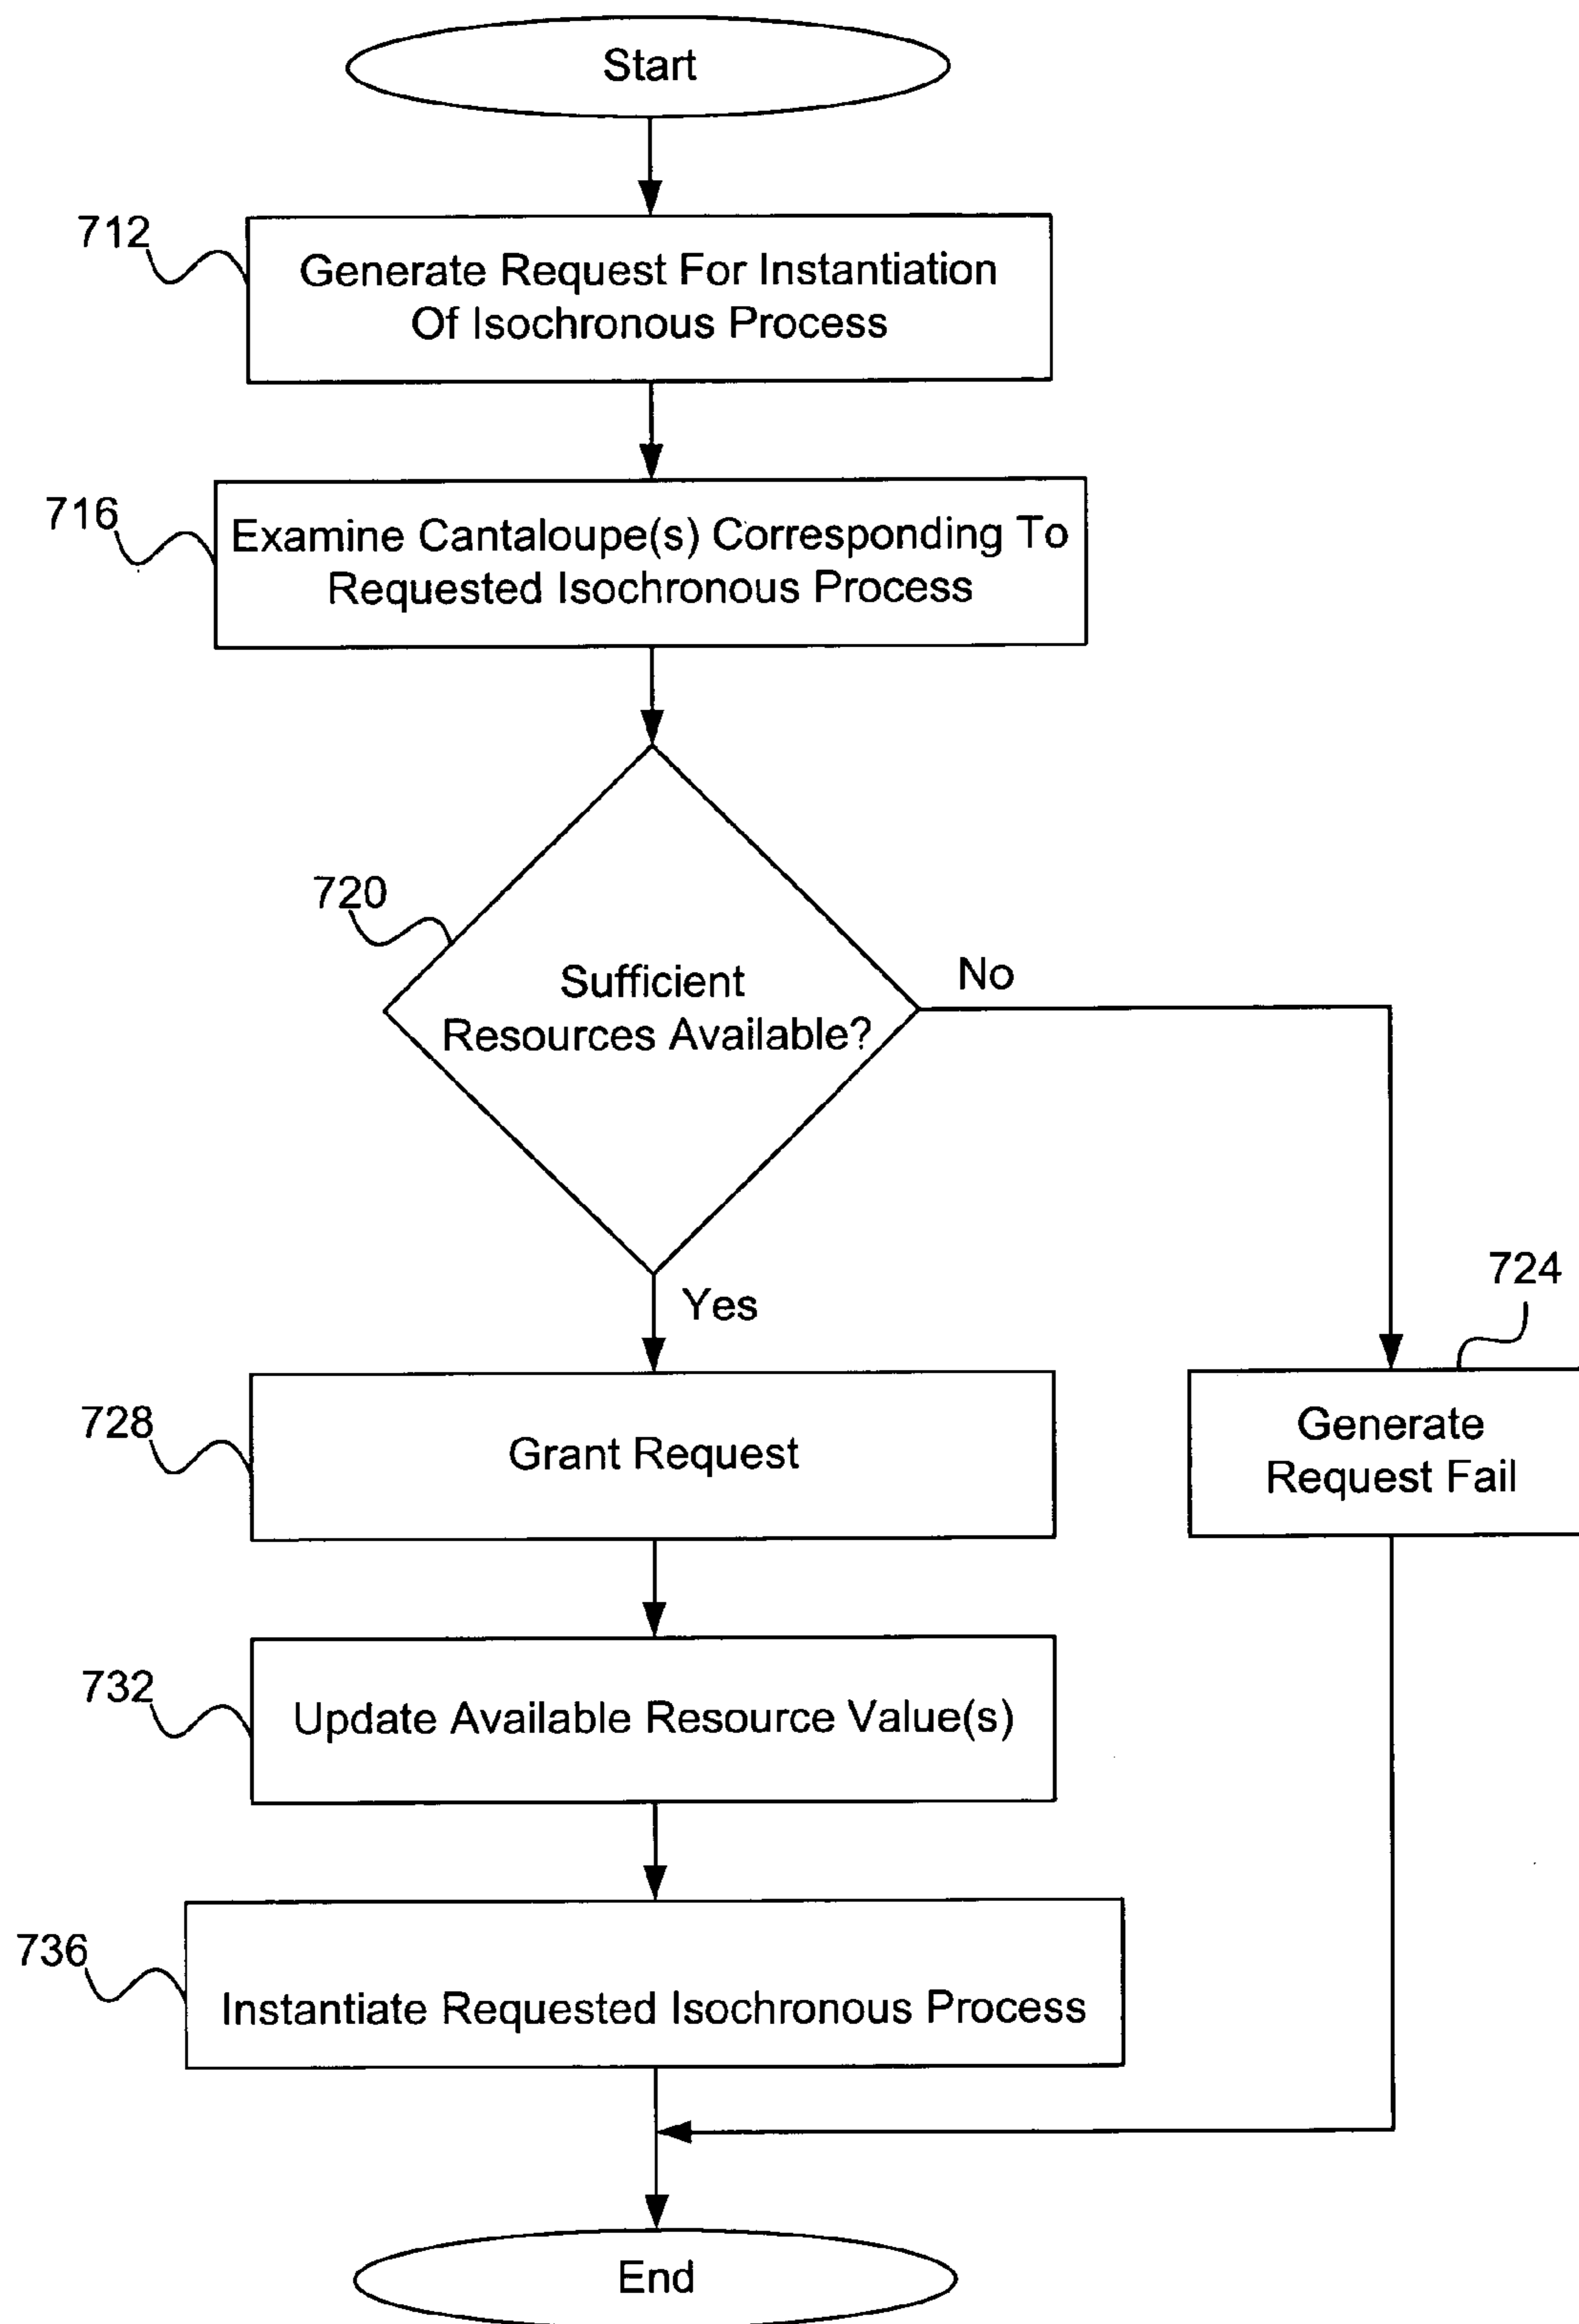 Start
712
Generate Request For Instantiation
Of Isochronous Process
716
Examine Cantaloupe(s) Corresponding To
Requested Isochronous Process
720
Sufficient
Resources Available?
No
Yes
724
Generate
Request Fail
728
Grant Request
732
Update Available Resource Value(s)
736
Instantiate Requested Isochronous Process
End